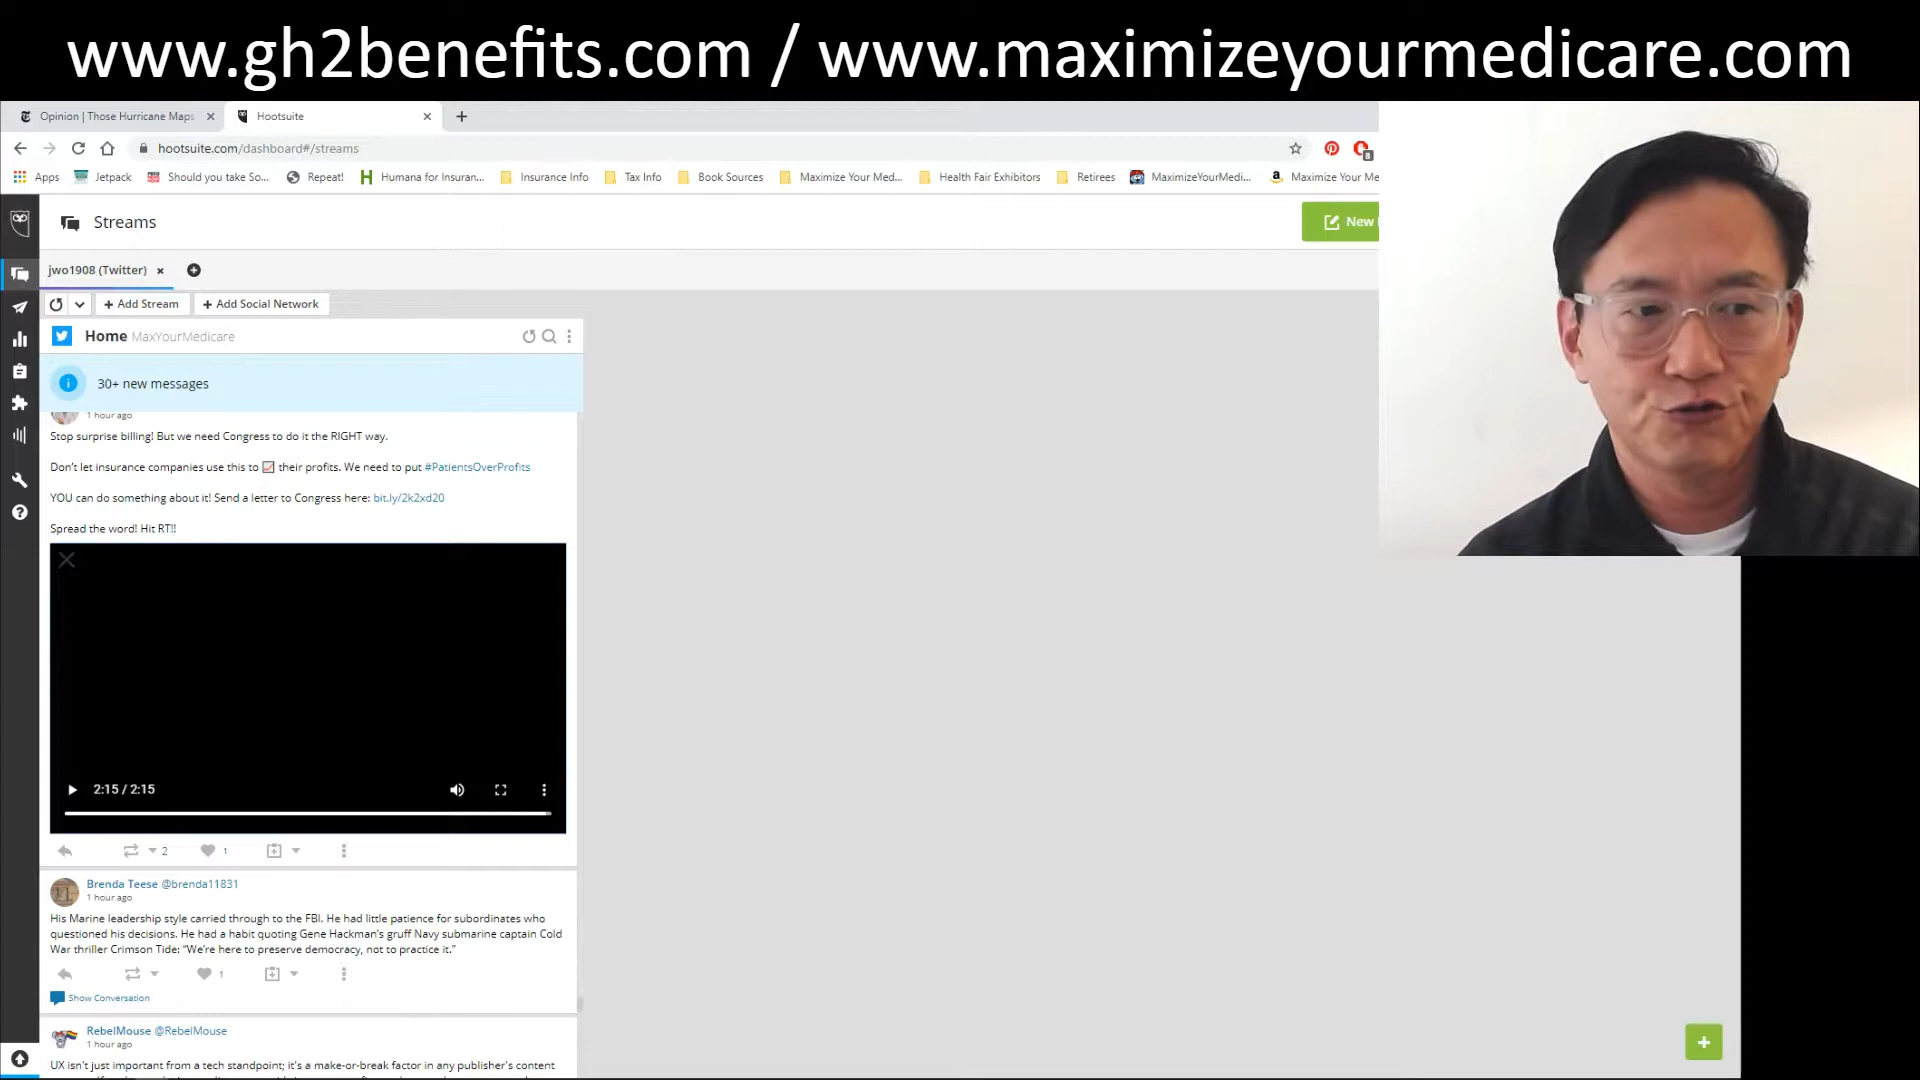 www.gh2benefits.com / www.maximizeyourmedicare.com
Opinion | Those Hurricane Maps
Hootsuite
hootsuite.com/dashboard#/streams
8
Apps
Jetpack
Should you take So...
Repeat!
Humana for Insuran...
Insurance Info
Tax Info
Book Sources
Maximize Your Med...
Health Fair Exhibitors
Retirees
MaximizeYourMedi...
Maximize Your Me
Streams
New
jwo1908 (Twitter)
Add Stream
Add Social Network
Home MaxYourMedicare
30+ new messages
1 hour ago
Stop surprise billing! But we need Congress to do it the RIGHT way.
Don't let insurance companies use this to 📈 their profits. We need to put #PatientsOverProfits
YOU can do something about it! Send a letter to Congress here: bit.ly/2k2xd20
Spread the word! Hit RT!!
2:15 / 2:15
2
1
Brenda Teese @brenda11831
1 hour ago
His Marine leadership style carried through to the FBI. He had little patience for subordinates who
questioned his decisions. He had a habit quoting Gene Hackman's gruff Navy submarine captain Cold
War thriller Crimson Tide: "We're here to preserve democracy, not to practice it."
1
Show Conversation
RebelMouse @RebelMouse
1 hour ago
UX isn't just important from a tech standpoint; it's a make-or-break factor in any publisher's content